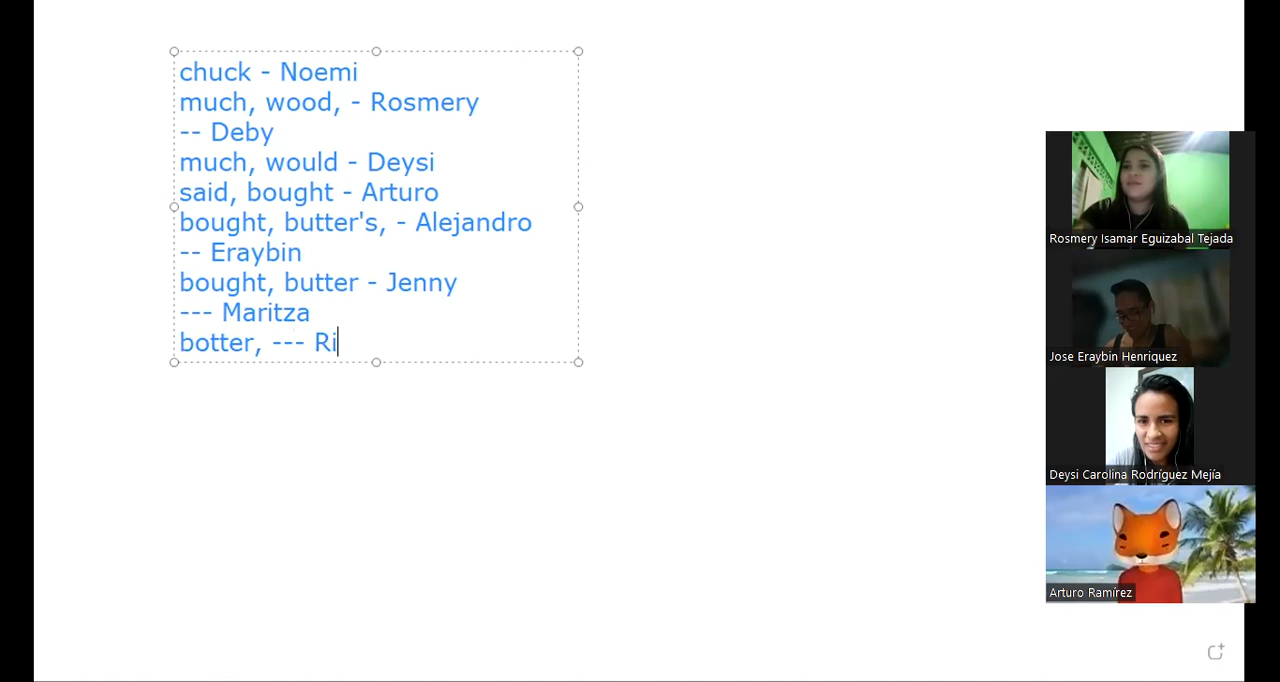 chuck - Noemi
much, wood, - Rosmery
-- Deby
much, would - Deysi
said, bought - Arturo
bought, butter's, - Alejandro
-- Eraybin
bought, butter - Jenny
--- Maritza
botter, --- Ri
Rosmery Isamar Eguizabal Tejada
Jose Eraybin Henriquez
Deysi Carolina Rodríguez Mejía
Arturo Ramírez